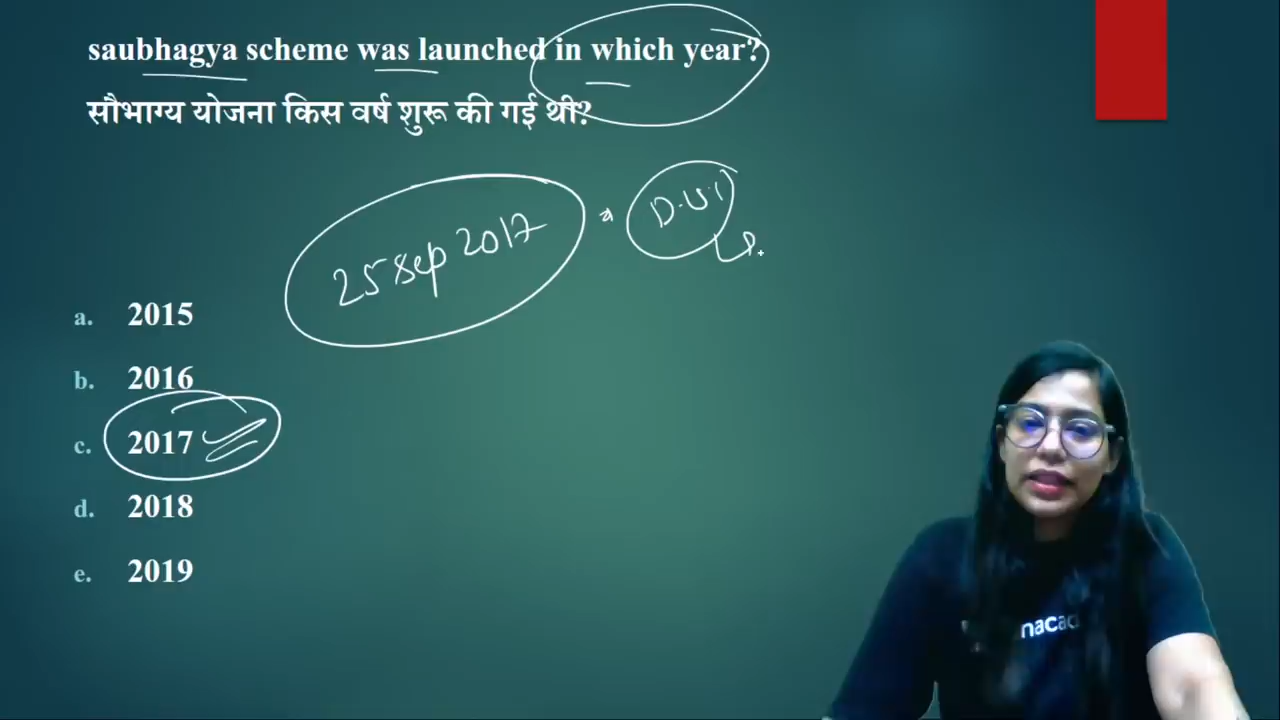 saubhagya scheme was launched in which year?
सौभाग्य योजना किस वर्ष शुरू की गई थी?
25 Sep 2017
a. 2015
b. 2016
c. 2017
d. 2018
e. 2019
nacad